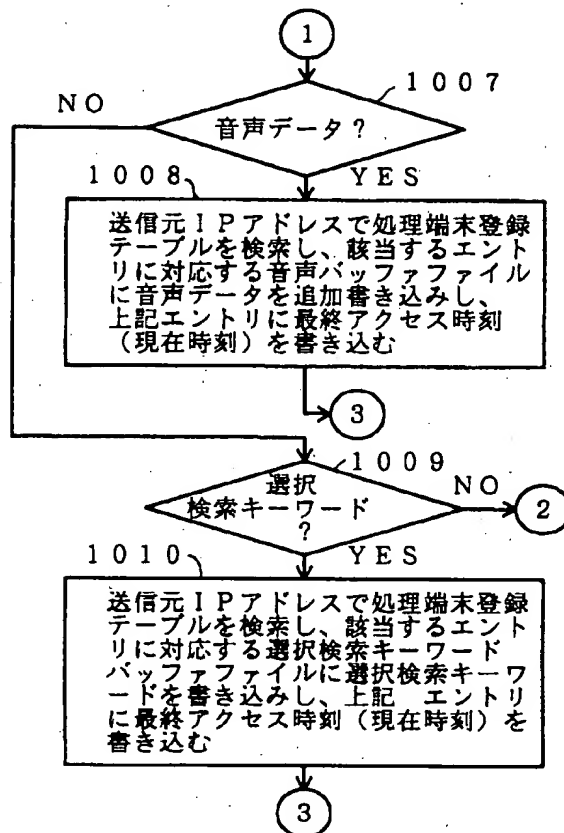 1
1007
NO
音声データ?
1008
YES
送信元IPアドレスで処理端末登録
テーブルを検索し、該当するエント
リに対応する音声バッファファイル
に音声データを追加書き込みし、
上記エントリに最終アクセス時刻
(現在時刻)を書き込む
3
1009
選択
検索キーワード
?
NO
2
1010
YES
送信元IPアドレスで処理端末登録
テーブルを検索し、該当するエント
リに対応する選択検索キーワード
バッファファイルに選択検索キーワ
ードを書き込みし、上記 エントリ
に最終アクセス時刻(現在時刻)を
書き込む
3